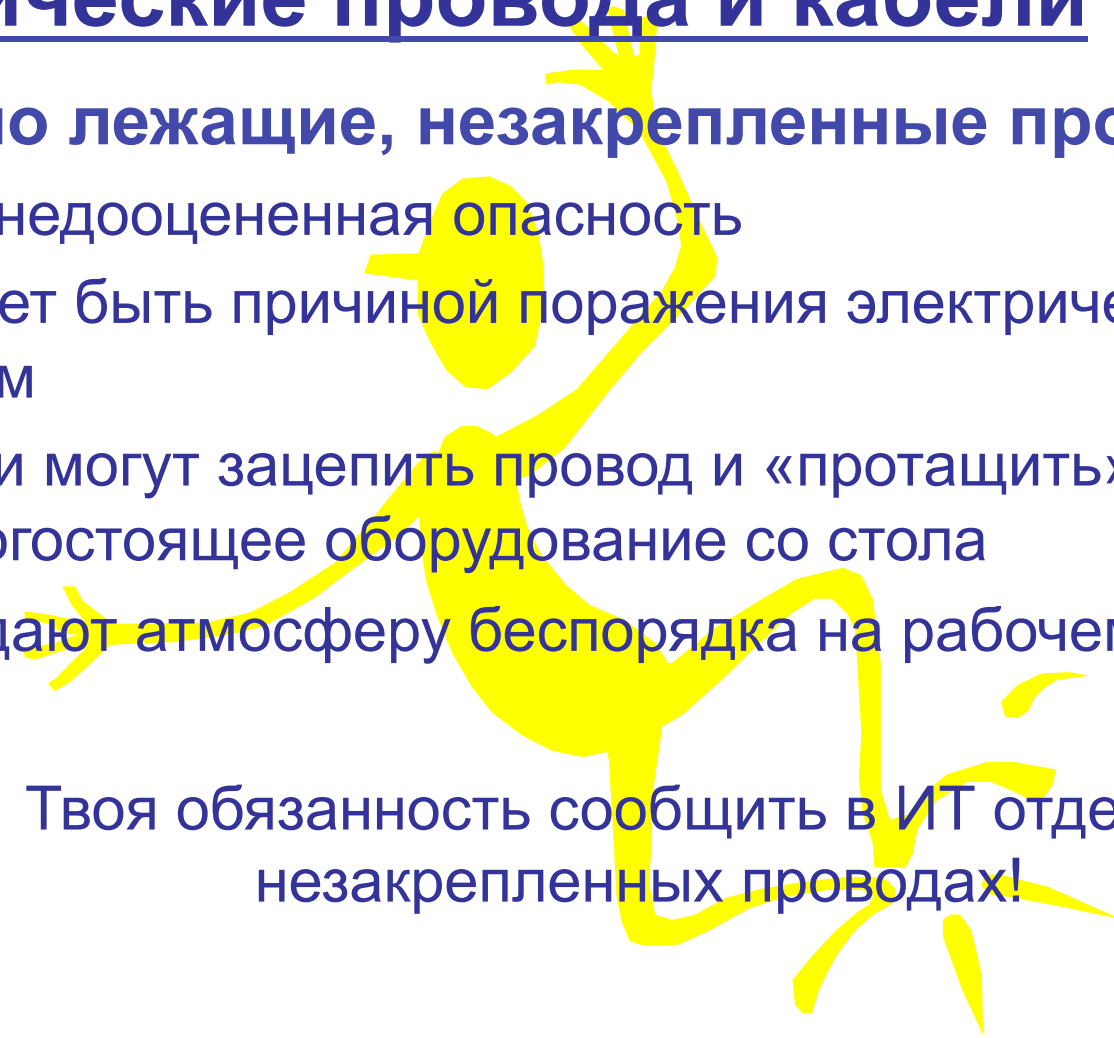 ические провода и кабели
но лежащие, незакрепленные про
недооцененная опасность
ет быть причиной поражения электриче
м
и могут зацепить провод и «протащить»
огостоящее оборудование со стола
дают атмосферу беспорядка на рабочем
Твоя обязанность сообщить в ИТ отде
незакрепленных проводах!